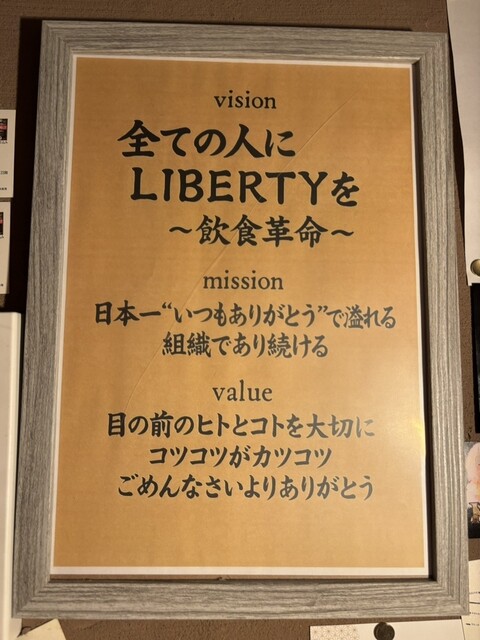 vision
全ての人に
LIBERTYを
～飲食革命～
mission
日本一“いつもありがとう”で溢れる
組織であり続ける
value
目の前のヒトとコトを大切に
コツコツがカツコツ
ごめんなさいよりありがとう